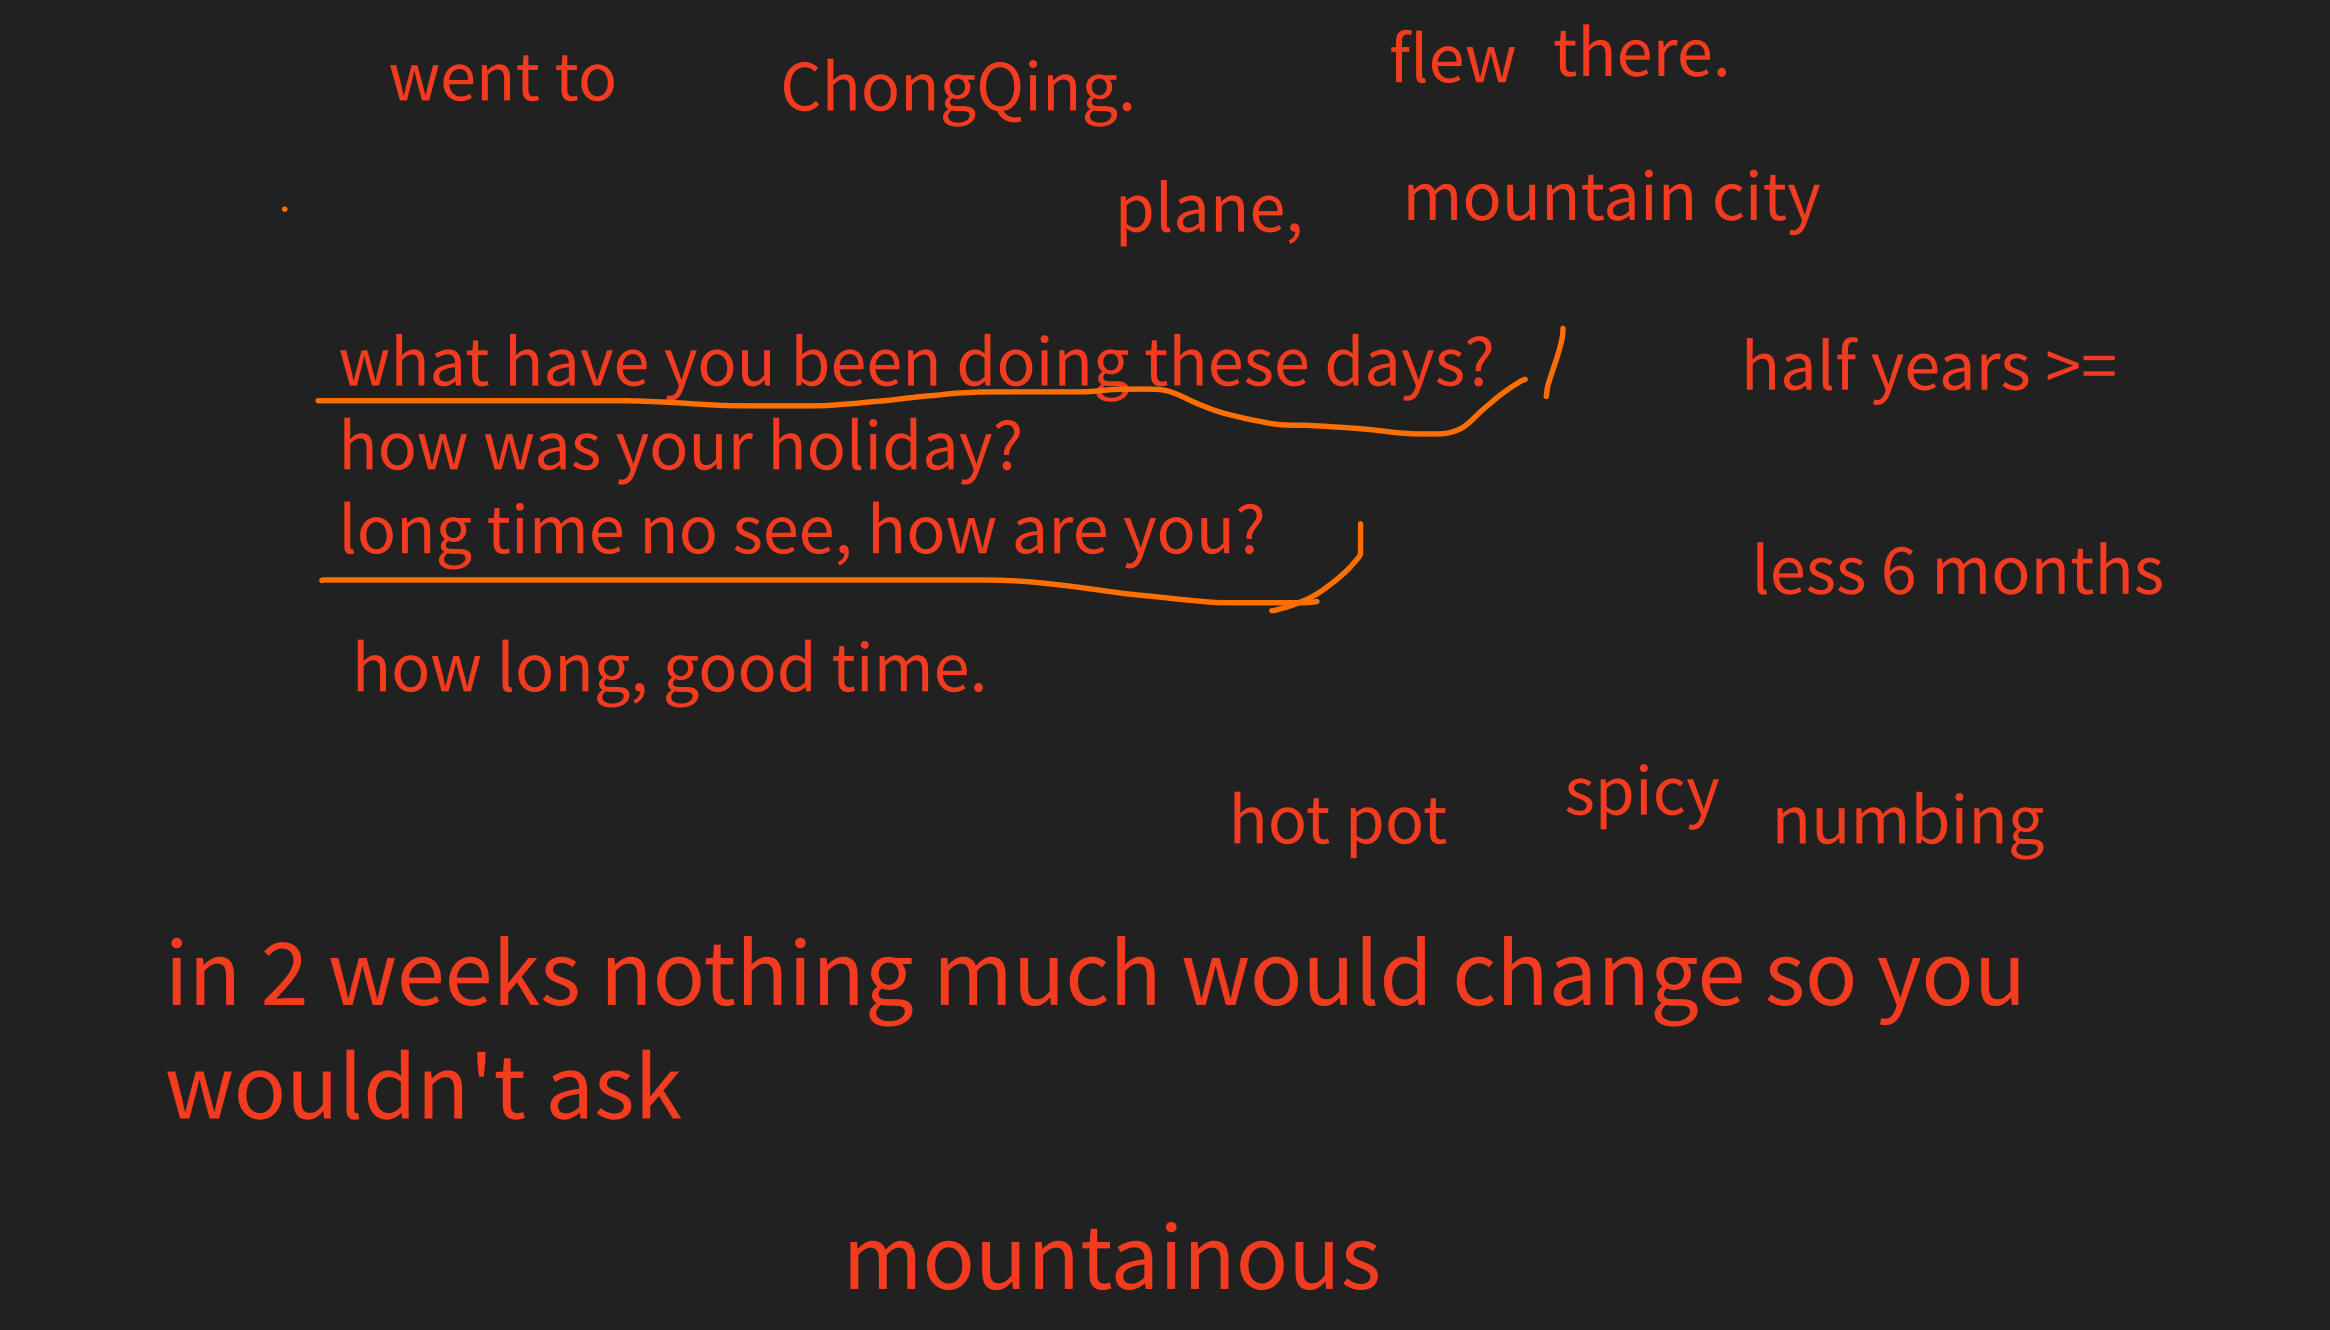 went to
ChongQing.
flew there.
plane,
mountain city
what have you been doing these days?
half years >=
how was your holiday?
long time no see, how are you?
less 6 months
how long, good time.
hot pot
spicy
numbing
in 2 weeks nothing much would change so you
wouldn't ask
mountainous